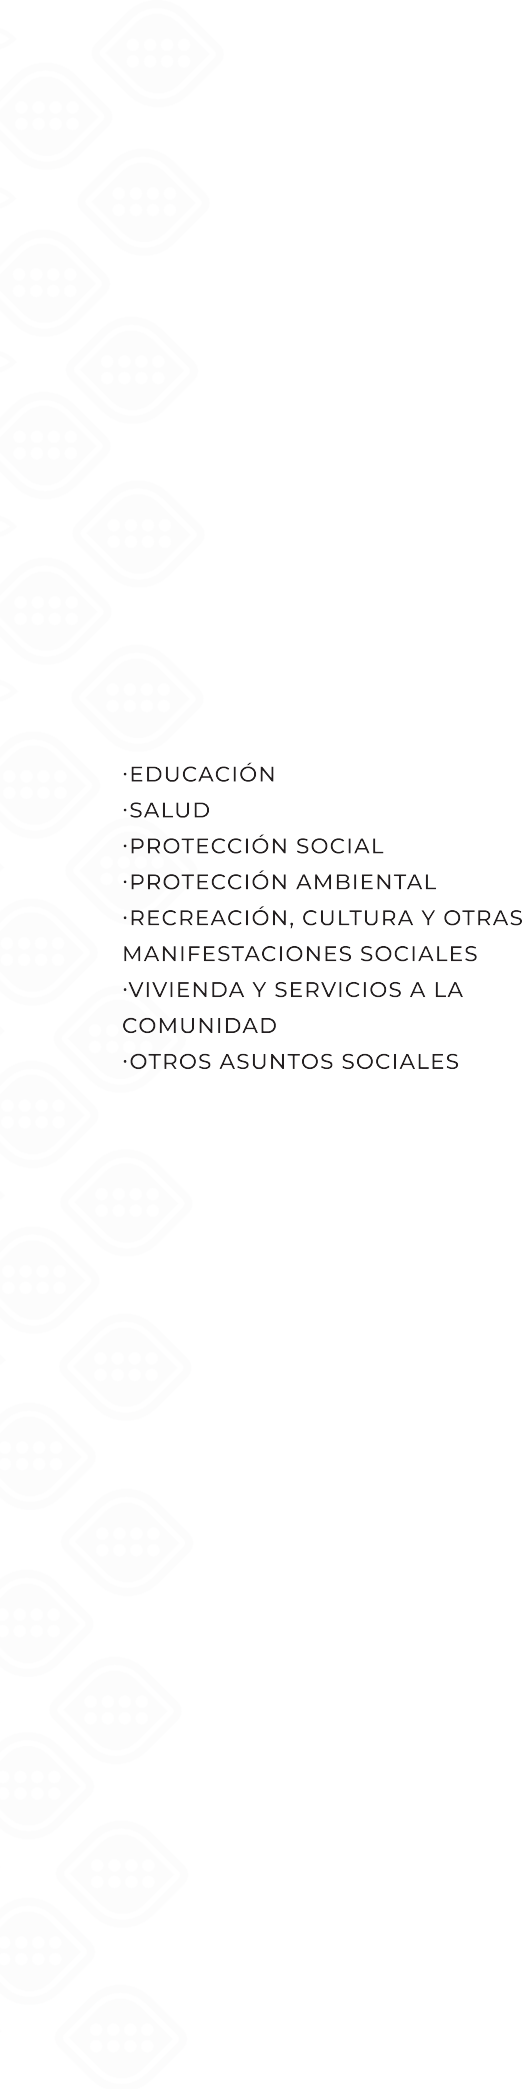 ·EDUCACIÓN
·SALUD
·PROTECCIÓN SOCIAL
·PROTECCIÓN AMBIENTAL
·RECREACIÓN, CULTURA Y OTRAS
MANIFESTACIONES SOCIALES
·VIVIENDA Y SERVICIOS A LA
COMUNIDAD
·OTROS ASUNTOS SOCIALES